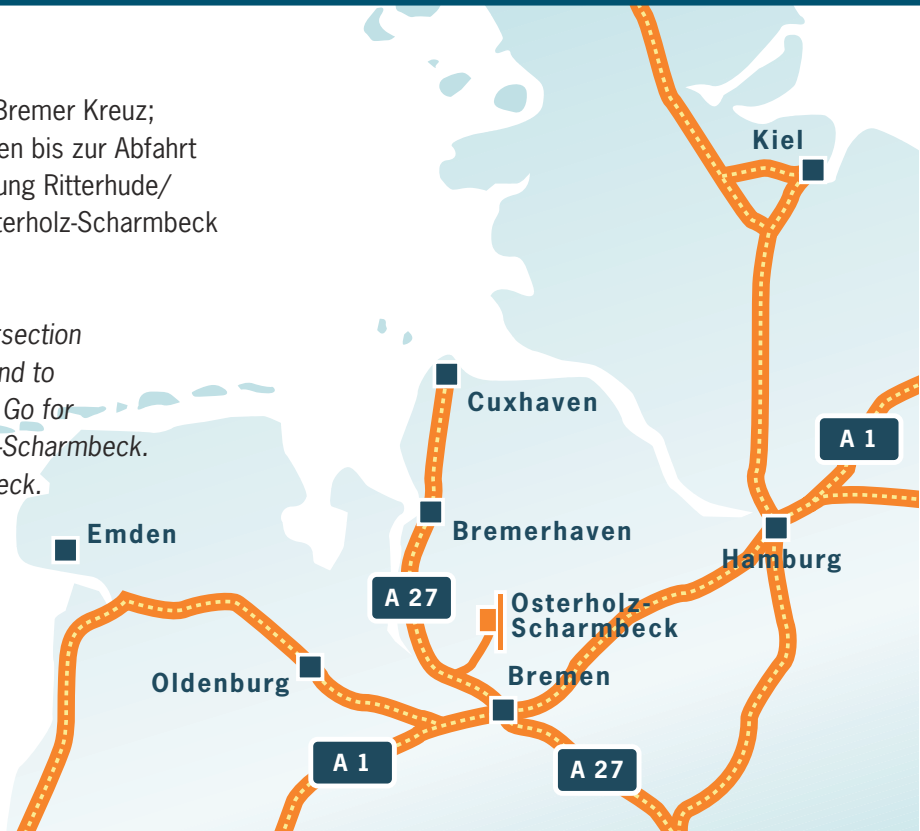 Bremer Kreuz;
en bis zur Abfahrt
ung Ritterhude/
terholz-Scharmbeck
rsection
nd to
Go for
-Scharmbeck.
eck.
Kiel
Cuxhaven
A 1
Emden
Bremerhaven
Hamburg
A 27
Osterholz-
Scharmbeck
Oldenburg
Bremen
A 1
A 27